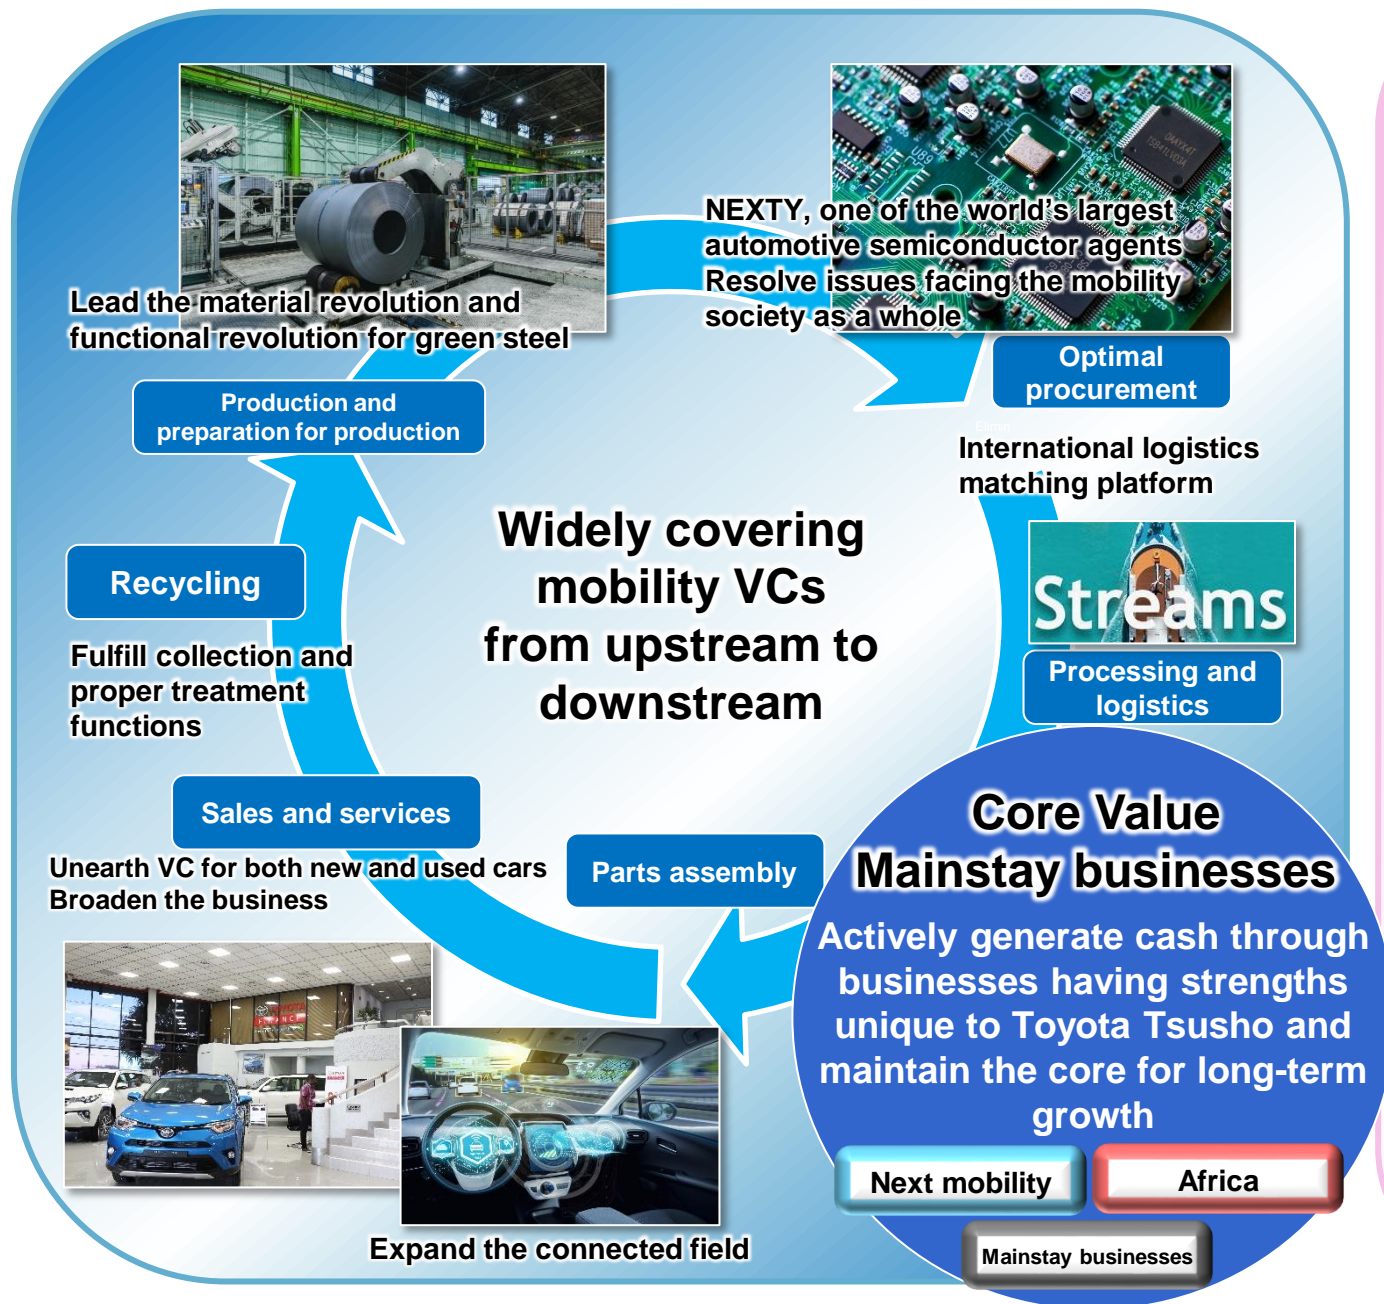 NEXTY, one of the world's largest
automotive semiconductor agents
Resolve issues facing the mobility
society as a whole
Lead the material revolution and
functional revolution for green steel
Optimal
procurement
Production and
preparation for production
International logistics
matching platform
Widely covering
mobility VCs
from upstream to
downstream
Streams
Recycling
Fulfill collection and
proper treatment
functions
Processing and
logistics
Sales and services
Unearth VC for both new and used cars
Broaden the business
Parts assembly
Core Value
Mainstay businesses
Actively generate cash through
businesses having strengths
unique to Toyota Tsusho and
maintain the core for long-term
growth
Next mobility
Africa
Mainstay businesses
Expand the connected field